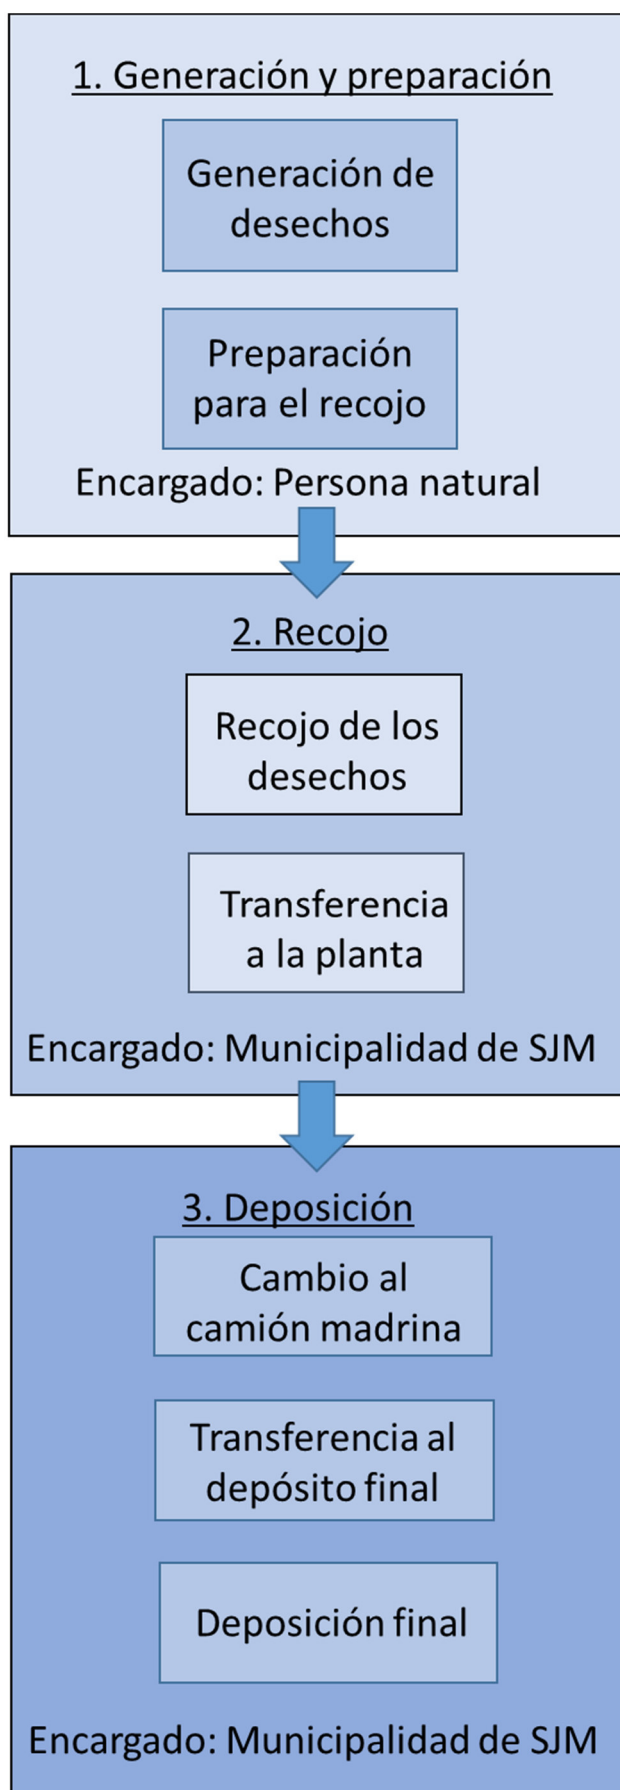 1. Generación y preparación
Generación de
desechos
Preparación
para el recojo
Encargado: Persona natural
2. Recojo
Recojo de los
desechos
Transferencia
a la planta
Encargado: Municipalidad de SJM
3. Deposición
Cambio al
camión madrina
Transferencia al
depósito final
Deposición final
Encargado: Municipalidad de SJM